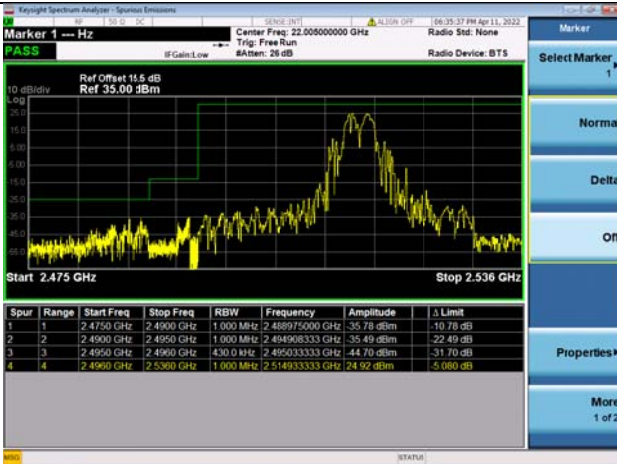 Keysight Spectrum Analyzer - Spurious Emissions
RF 50 Ω DC SENSE:INT ALIGN OFF 06:35:37 PM Apr 11, 2022
Marker 1 --- Hz Center Freq: 22.005000000 GHz Radio Std: None Marker
PASS Trig: Free Run
IFGain:Low #Atten: 26 dB Radio Device: BTS
Select Marker
1
Ref Offset 15.5 dB
10 dB/div Ref 35.00 dBm
Log
25.0
15.0
5.00
-5.00
-15.0
-25.0
-35.0
-45.0
-55.0
Start 2.475 GHz Stop 2.536 GHz
Normal
Delta
Off
Spur Range Start Freq Stop Freq RBW Frequency Amplitude Δ Limit
1 1 2.4750 GHz 2.4900 GHz 1.000 MHz 2.488975000 GHz -35.78 dBm -10.78 dB
2 2 2.4900 GHz 2.4950 GHz 1.000 MHz 2.494908333 GHz -35.49 dBm -22.49 dB
3 3 2.4950 GHz 2.4960 GHz 430.0 kHz 2.495033333 GHz -44.70 dBm -31.70 dB
4 4 2.4960 GHz 2.5360 GHz 1.000 MHz 2.514933333 GHz 24.92 dBm -5.080 dB
Properties
More
1 of 2
MSG STATUS